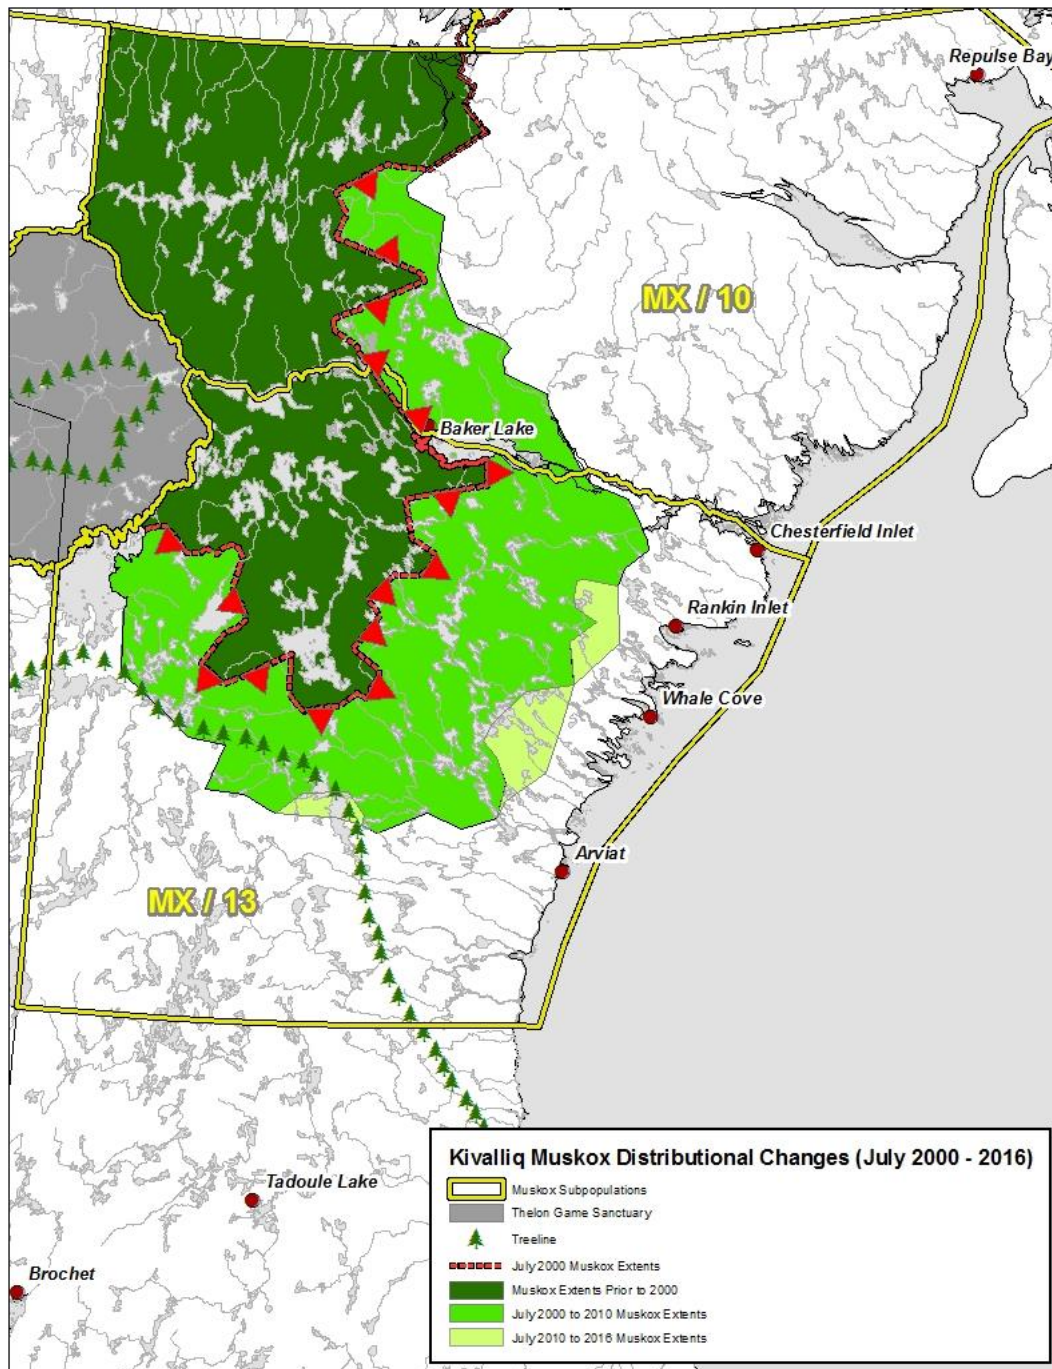 Repulse Bay
MX / 10
Baker Lake
Chesterfield Inlet
Rankin Inlet
Whale Cove
Arviat
MX / 13
Tadoule Lake
Brochet
Kivalliq Muskox Distributional Changes (July 2000 - 2016)
Muskox Subpopulations
Thelon Game Sanctuary
Treeline
July 2000 Muskox Extents
Muskox Extents Prior to 2000
July 2000 to 2010 Muskox Extents
July 2010 to 2016 Muskox Extents